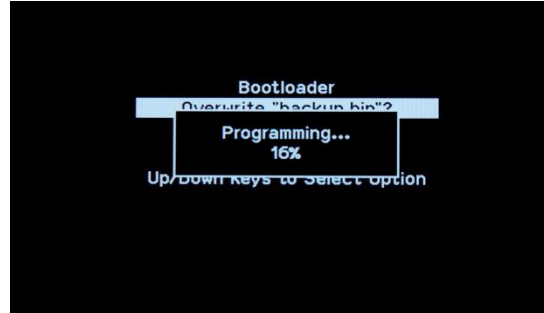 Bootloader
Overwrite "backup.bin"?
Programming...
16%
Up/Down Keys to Select Option